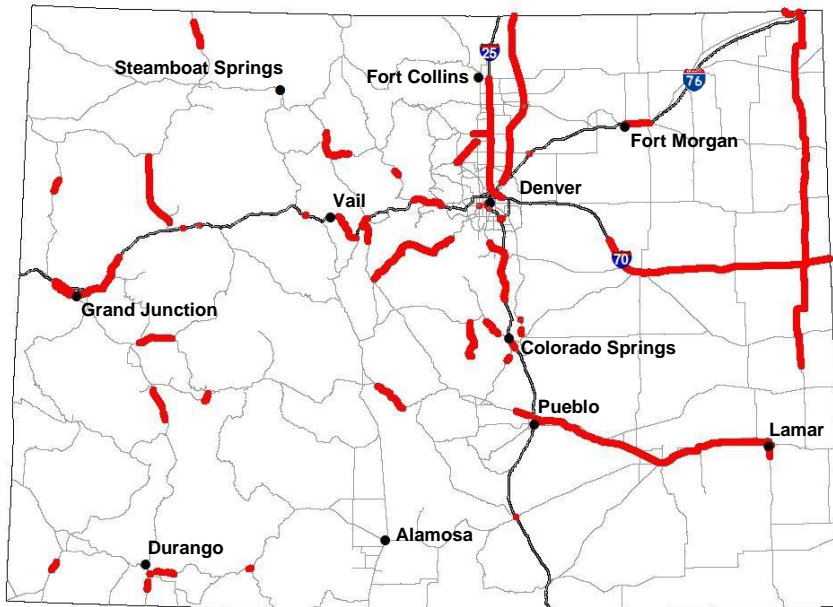 25
Steamboat Springs
Fort Collins
76
Fort Morgan
Denver
Vail
70
Grand Junction
Colorado Springs
Pueblo
Lamar
Alamosa
Durango